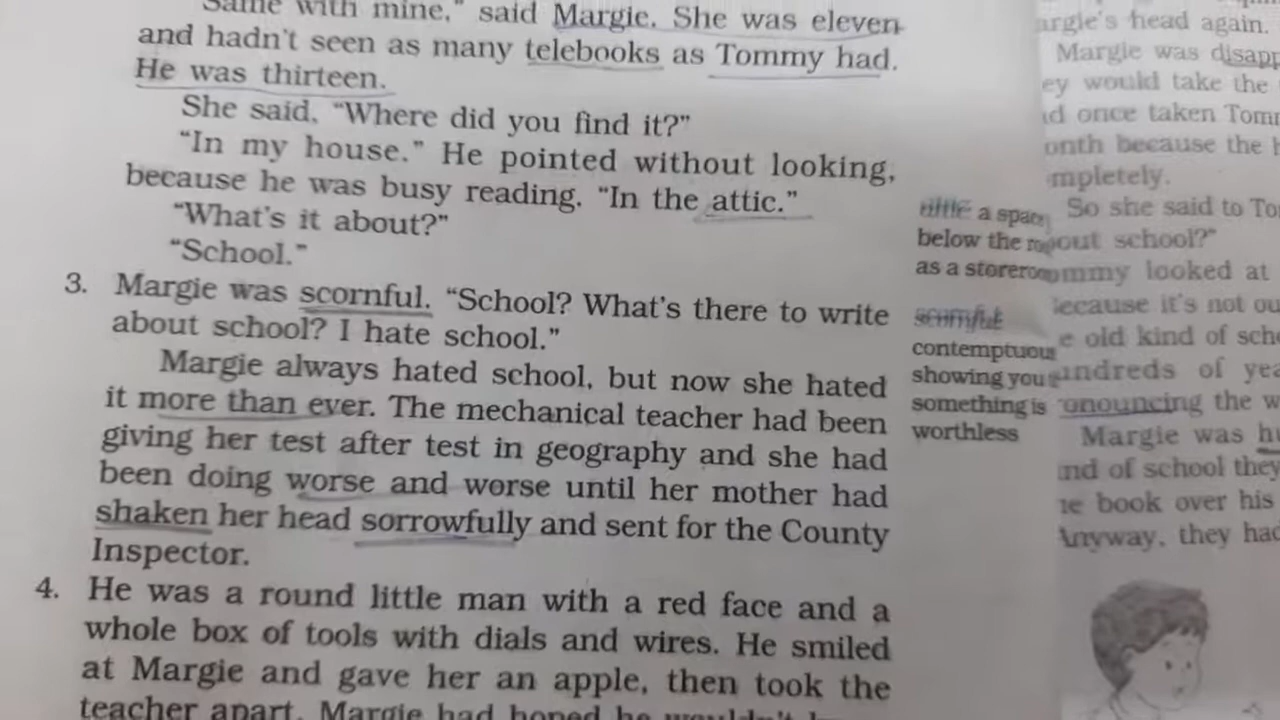 Same with mine," said Margie. She was eleven
and hadn't seen as many telebooks as Tommy had.
He was thirteen.
She said, "Where did you find it?"
"In my house." He pointed without looking,
because he was busy reading. "In the attic."
"What's it about?"
"School."
3. Margie was scornful. "School? What's there to write
about school? I hate school."
Margie always hated school, but now she hated
it more than ever. The mechanical teacher had been
giving her test after test in geography and she had
been doing worse and worse until her mother had
shaken her head sorrowfully and sent for the County
Inspector.
4. He was a round little man with a red face and a
whole box of tools with dials and wires. He smiled
at Margie and gave her an apple, then took the
teacher apart. Margie had hoped he wouldn't
attic a space
below the
as a storeroom
scornful
contemptuous
showing you
something is
worthless
argie's head again.
Margie was disapp
ey would take the
d once taken Tom
onth because the h
mpletely.
So she said to To
out school?"
ommy looked at
ecause it's not ou
e old kind of sch
undreds of yea
onouncing the w
Margie was hu
nd of school they
e book over his
Anyway, they had